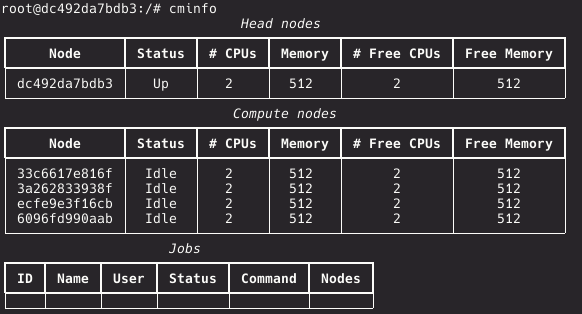 root@dc492da7bdb3:/# cminfo
Head nodes
Node Status # CPUs Memory # Free CPUs Free Memory
dc492da7bdb3 Up 2 512 2 512
Compute nodes
Node Status # CPUs Memory # Free CPUs Free Memory
33c6617e816f Idle 2 512 2 512
3a262833938f Idle 2 512 2 512
ecfe9e3f16cb Idle 2 512 2 512
6096fd990aab Idle 2 512 2 512
Jobs
ID Name User Status Command Nodes